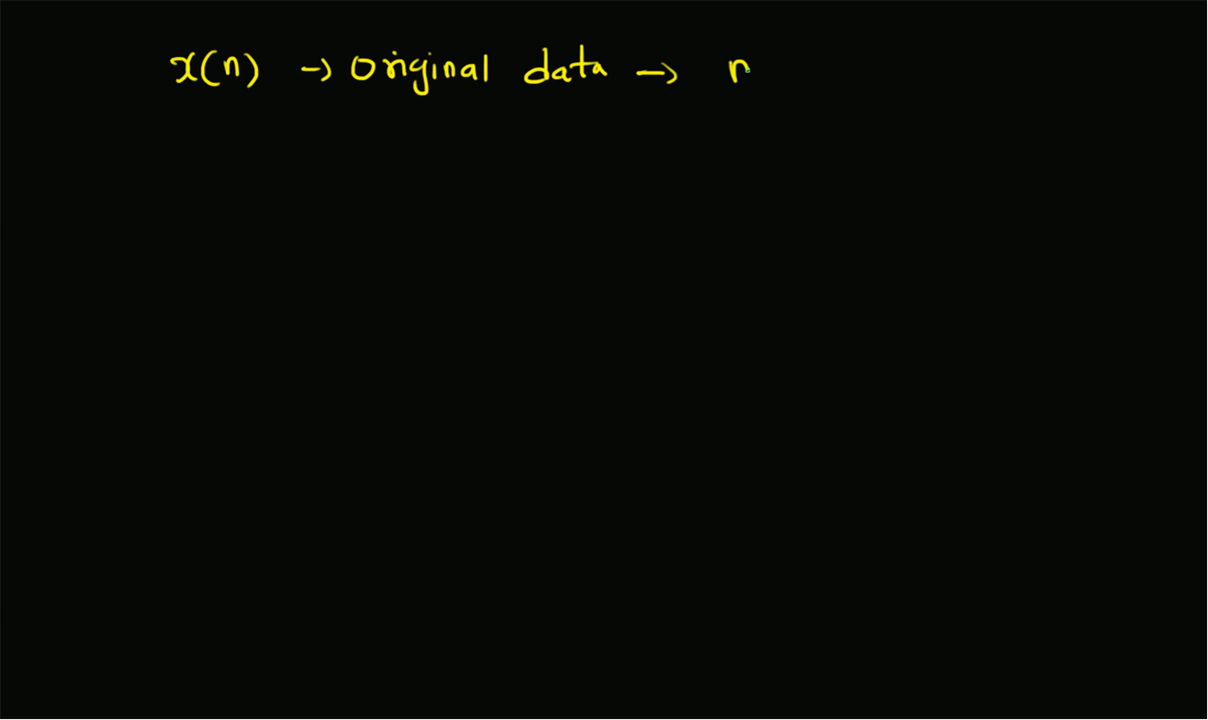 x(n) → original data → r